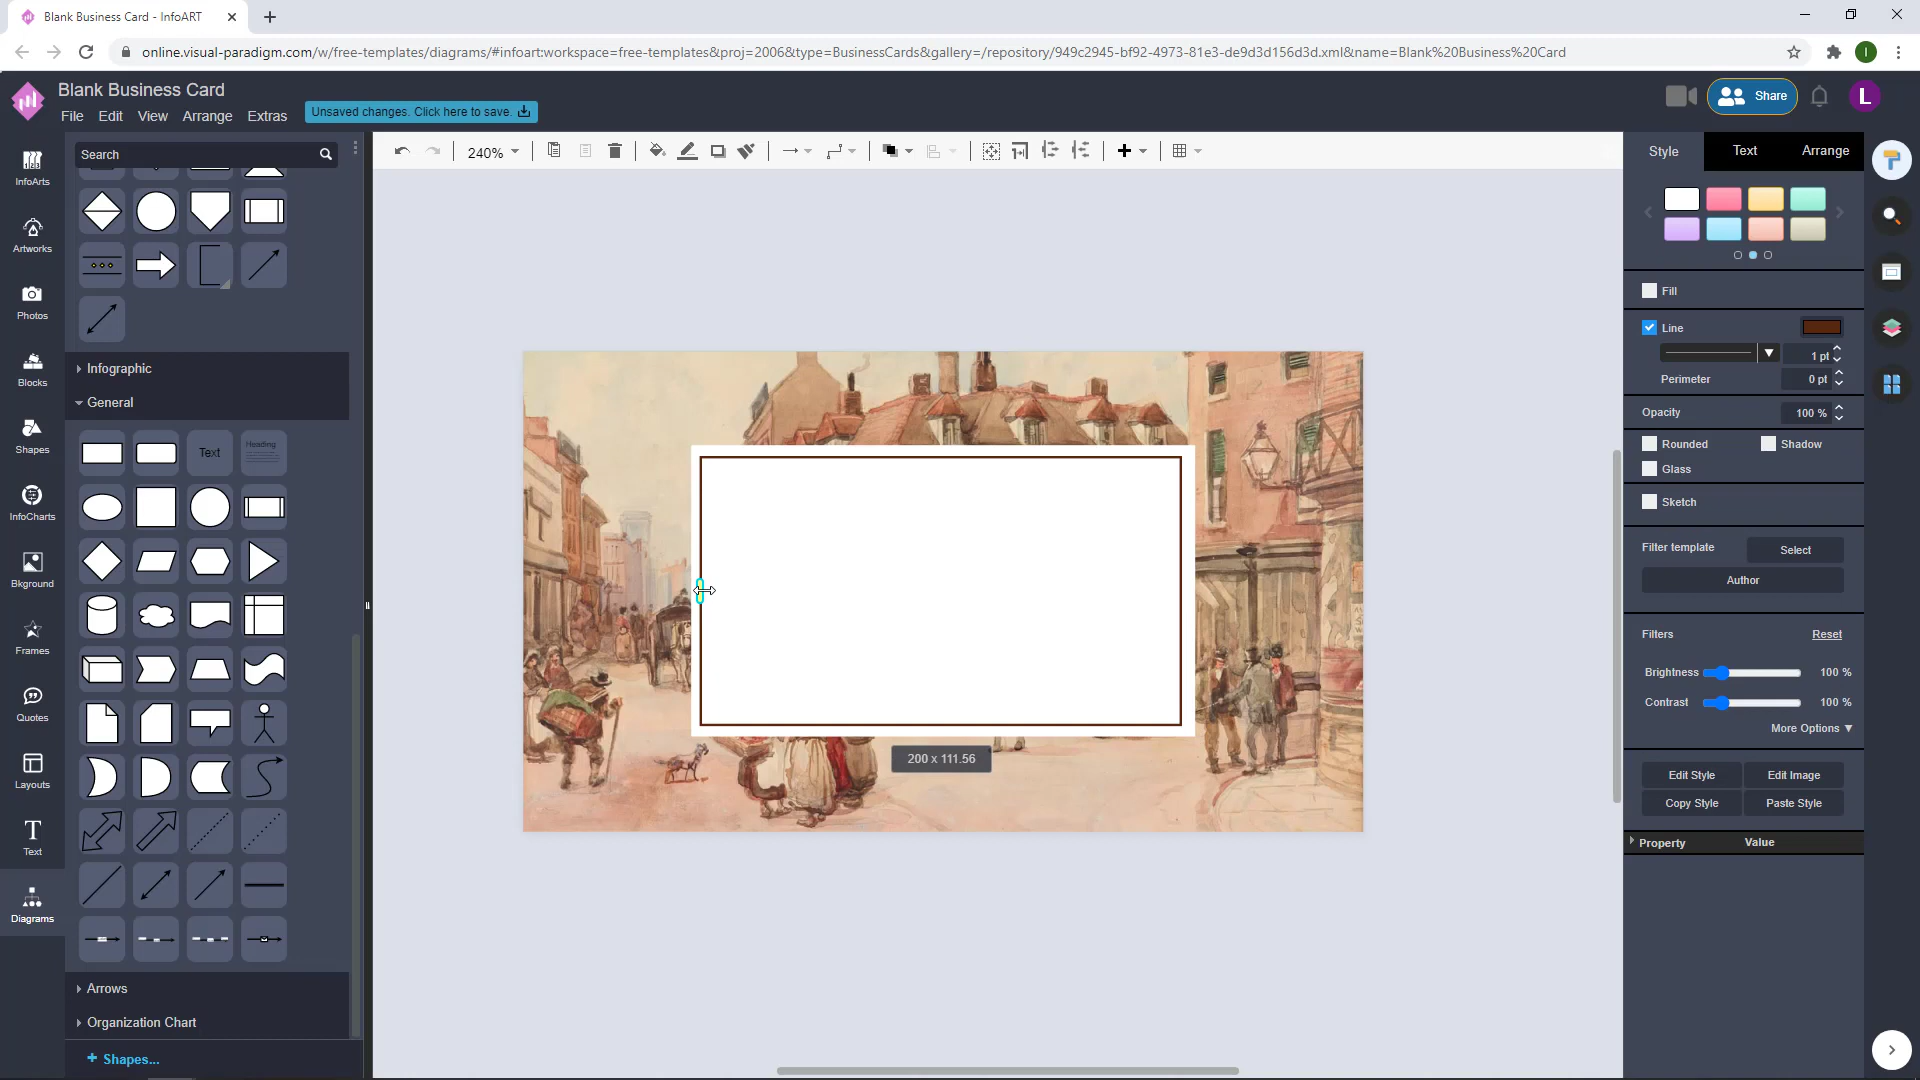 Blank Business Card - InfoART
online.visual-paradigm.com/w/free-templates/diagrams/#infoart:workspace=free-templates&proj=2006&type=BusinessCards&gallery=/repository/949c2945-bf92-4973-81e3-de9d3d156d3d.xml&name=Blank%20Business%20Card
I
Blank Business Card
File Edit View Arrange Extras
Unsaved changes. Click here to save.
Share
L
Search
240%
Style Text Arrange
InfoArts
Artworks
Photos
Blocks
Shapes
InfoCharts
Bkground
Frames
Quotes
Layouts
Text
Diagrams
Infographic
General
Text
Heading
Arrows
Organization Chart
+ Shapes...
200 x 111.56
Fill
Line
1 pt
Perimeter 0 pt
Opacity 100 %
Rounded Shadow
Glass
Sketch
Filter template Select
Author
Filters Reset
Brightness 100 %
Contrast 100 %
More Options
Edit Style Edit Image
Copy Style Paste Style
Property Value